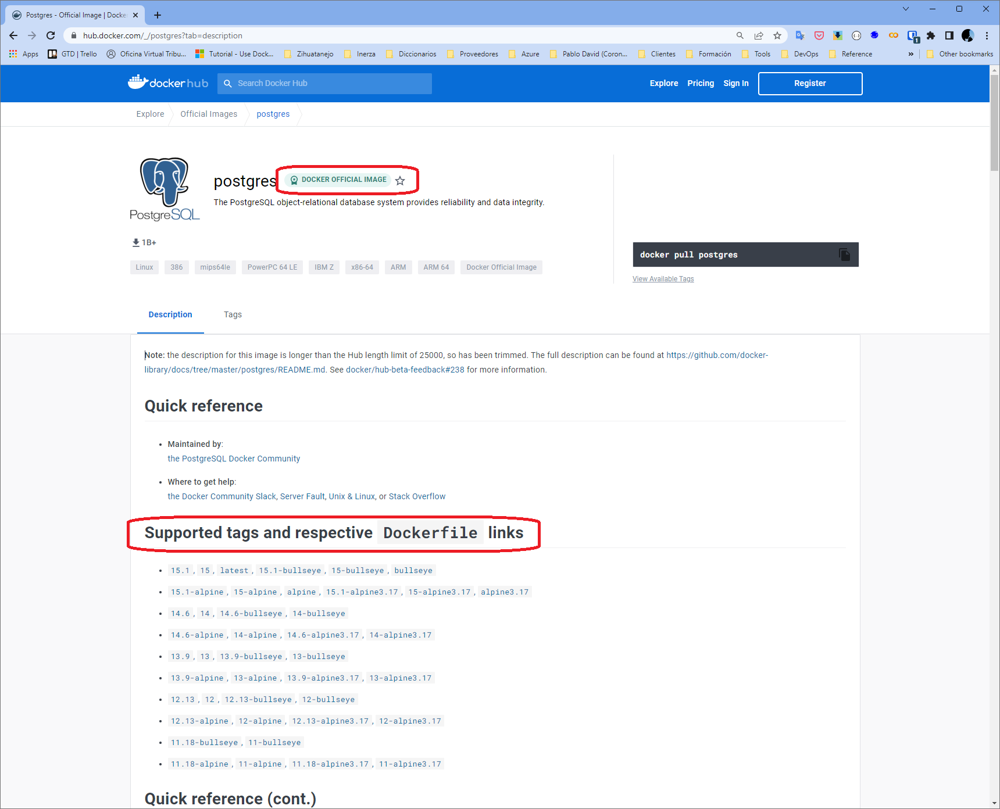 Postgres - Official Image | Docke
hub.docker.com/_/postgres?tab=description
1
Apps GTD | Trello Oficina Virtual Tribu... Tutorial - Use Dock... Zihuatanejo Inerza Diccionarios Proveedores Azure Pablo David (Coron... Clientes Formación Tools DevOps Reference » Other bookmarks
docker hub Search Docker Hub Explore Pricing Sign In Register
Explore Official Images postgres
PostgreSQL
postgres DOCKER OFFICIAL IMAGE
The PostgreSQL object-relational database system provides reliability and data integrity.
1B+
docker pull postgres
Linux 386 mips64le PowerPC 64 LE IBM Z x86-64 ARM ARM 64 Docker Official Image
View Available Tags
Description Tags
Note: the description for this image is longer than the Hub length limit of 25000, so has been trimmed. The full description can be found at https://github.com/docker-
library/docs/tree/master/postgres/README.md. See docker/hub-beta-feedback#238 for more information.
Quick reference
• Maintained by:
the PostgreSQL Docker Community
• Where to get help:
the Docker Community Slack, Server Fault, Unix & Linux, or Stack Overflow
Supported tags and respective Dockerfile links
• 15.1, 15, latest, 15.1-bullseye, 15-bullseye, bullseye
• 15.1-alpine, 15-alpine, alpine, 15.1-alpine3.17, 15-alpine3.17, alpine3.17
• 14.6, 14, 14.6-bullseye, 14-bullseye
• 14.6-alpine, 14-alpine, 14.6-alpine3.17, 14-alpine3.17
• 13.9, 13, 13.9-bullseye, 13-bullseye
• 13.9-alpine, 13-alpine, 13.9-alpine3.17, 13-alpine3.17
• 12.13, 12, 12.13-bullseye, 12-bullseye
• 12.13-alpine, 12-alpine, 12.13-alpine3.17, 12-alpine3.17
• 11.18-bullseye, 11-bullseye
• 11.18-alpine, 11-alpine, 11.18-alpine3.17, 11-alpine3.17
Quick reference (cont.)